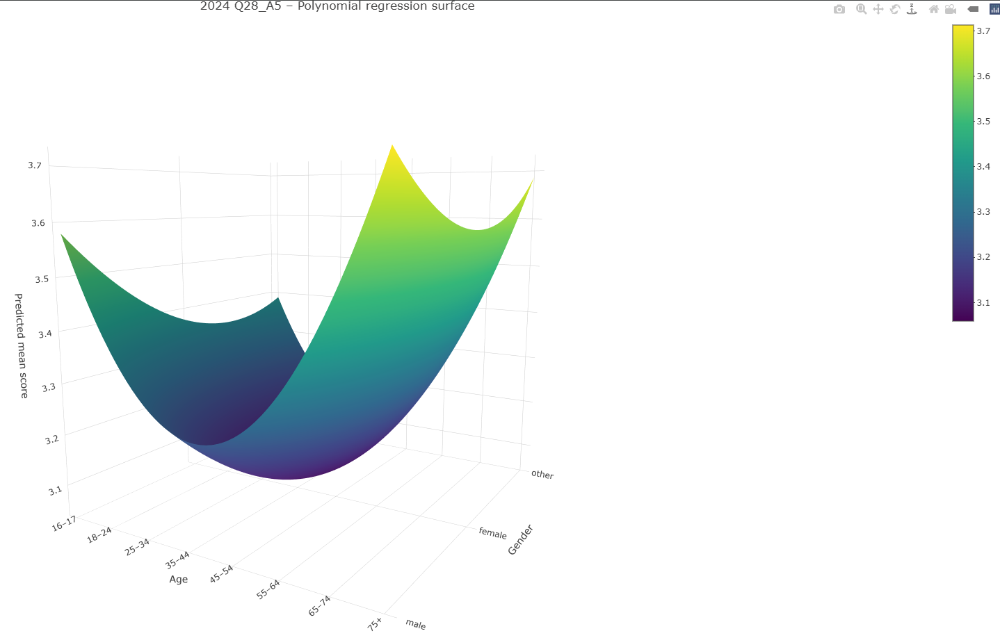 2024 Q28_A5 – Polynomial regression surface
z
3.7
3.6
3.5
3.4
3.3
3.2
3.1
Predicted mean score
3.7
3.6
3.5
3.4
3.3
3.2
3.1
16–17
18–24
25–34
35–44
45–54
55–64
65–74
75+
Age
other
female
male
Gender